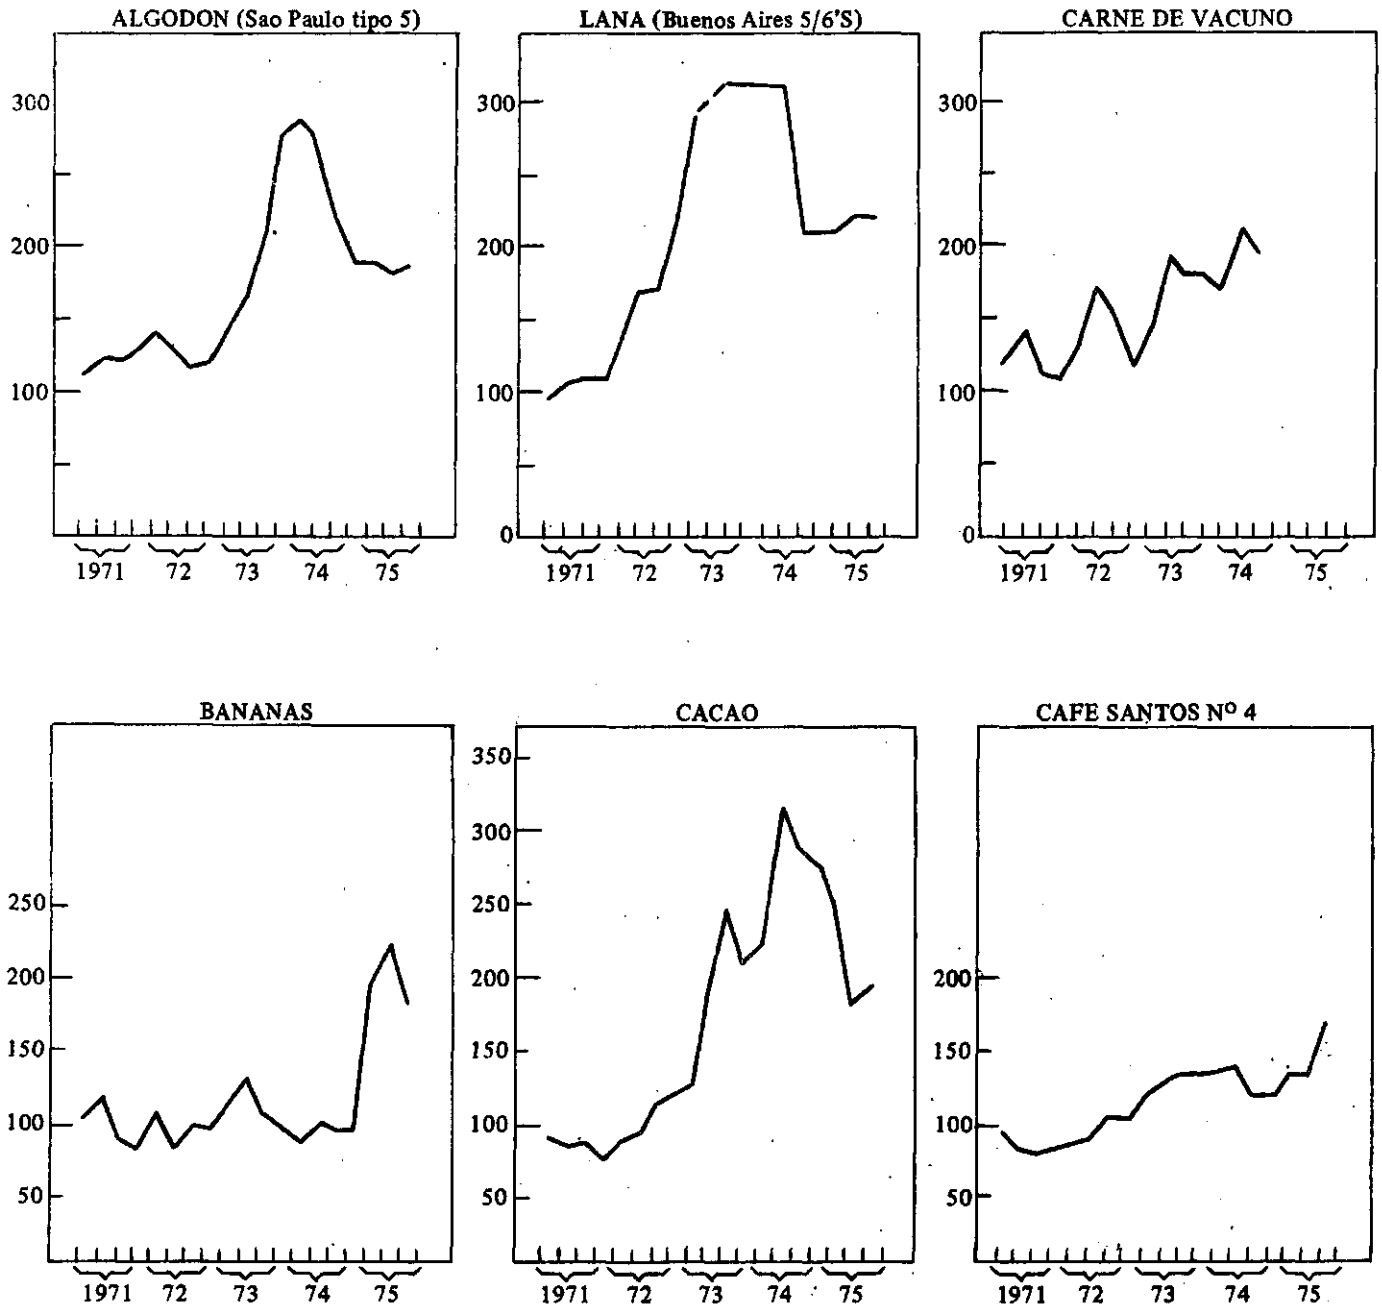 ALGODON (Sao Paulo tipo 5)
300
200
100
1971 72 73 74 75
LANA (Buenos Aires 5/6'S)
300
200
100
0
1971 72 73 74 75
CARNE DE VACUNO
300
200
100
0
1971 72 73 74 75
BANANAS
250
200
150
100
50
1971 72 73 74 75
CACAO
350
300
250
200
150
100
50
1971 72 73 74 75
CAFE SANTOS Nº 4
200
150
100
50
1971 72 73 74 75